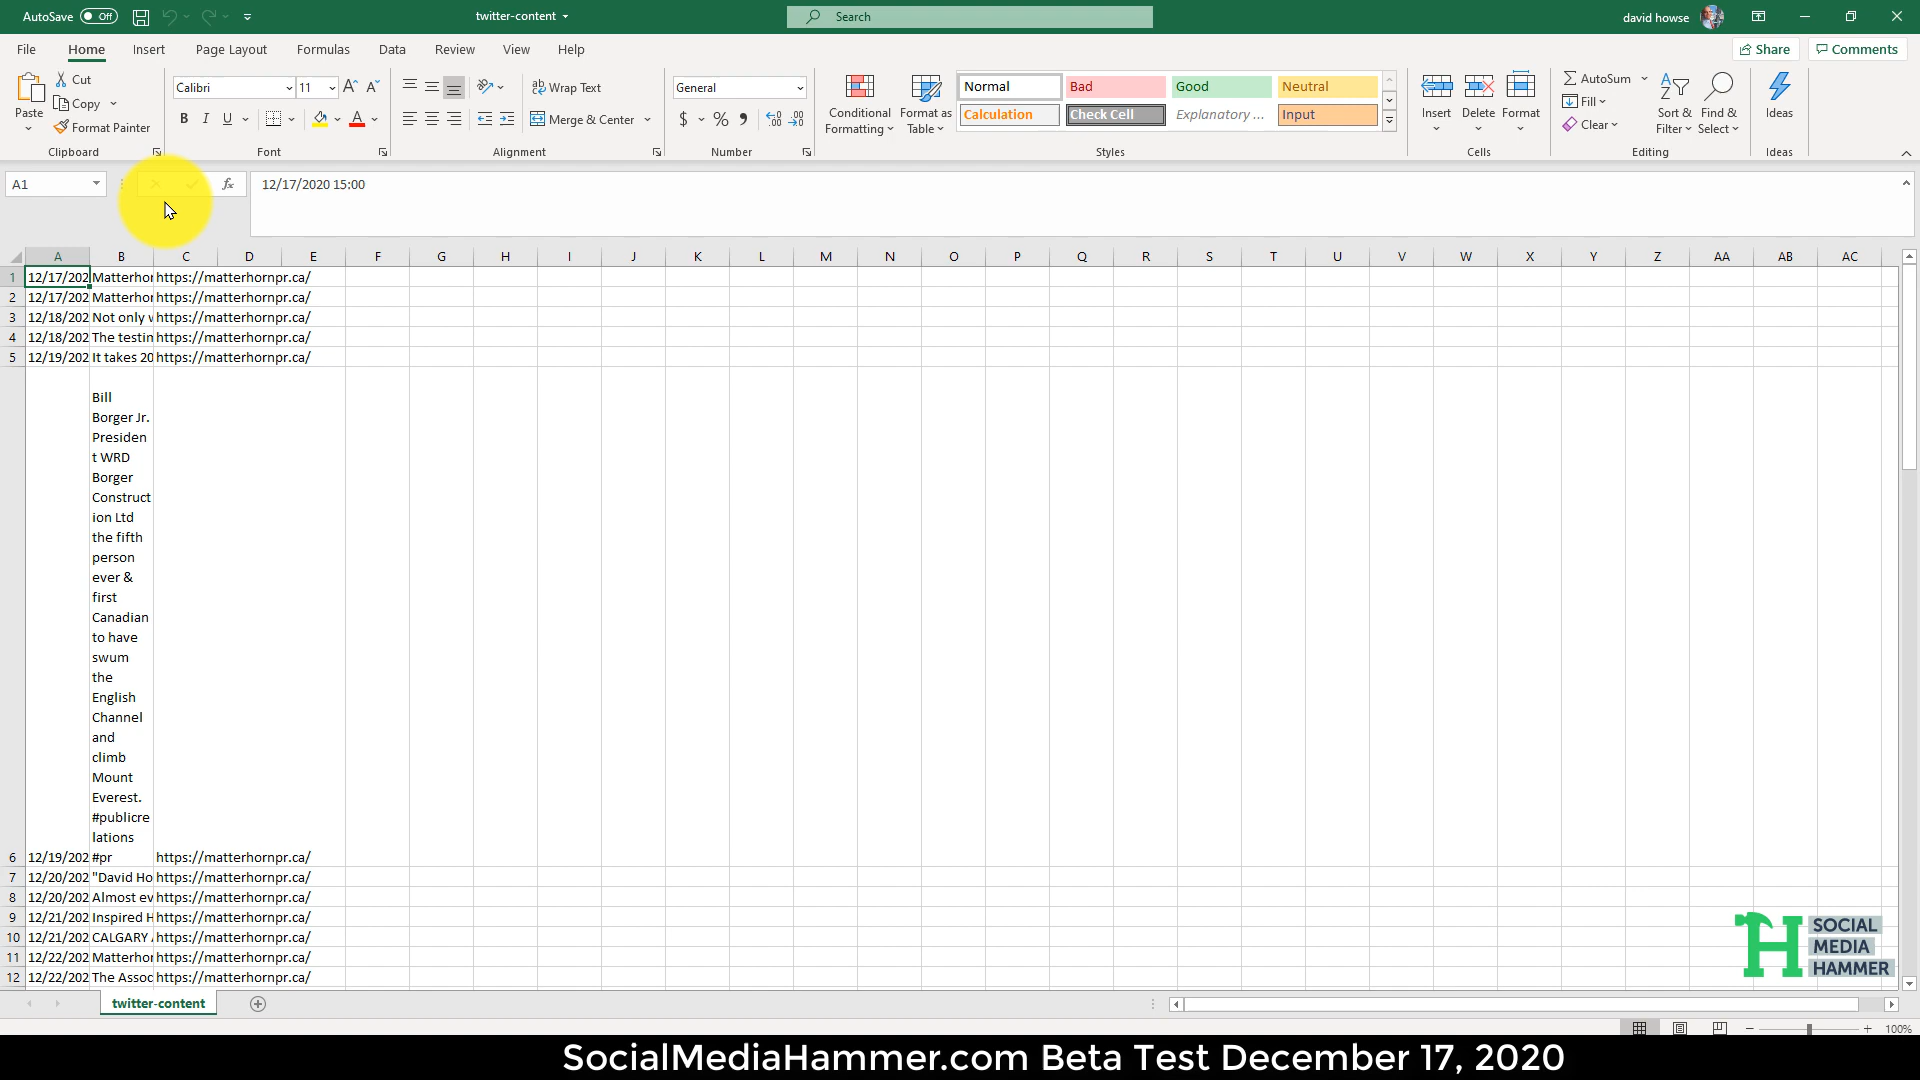 AutoSave Off twitter-content Search david howse
File Home Insert Page Layout Formulas Data Review View Help Share Comments
Paste Cut Copy Format Painter Clipboard
Calibri 11 B I U A A A Font
Wrap Text Merge & Center Alignment
General $ % Number
Conditional Formatting Format as Table
Normal Bad Good Neutral
Calculation Check Cell Explanatory ... Input
Styles
Insert Delete Format Cells
AutoSum Fill Clear Sort & Filter Find & Select Editing
Ideas Ideas
A1 fx 12/17/2020 15:00
A B C D E F G H I J K L M N O P Q R S T U V W X Y Z AA AB AC
1 12/17/202 Matterhor https://matterhornpr.ca/
2 12/17/202 Matterhor https://matterhornpr.ca/
3 12/18/202 Not only w https://matterhornpr.ca/
4 12/18/202 The testin https://matterhornpr.ca/
5 12/19/202 It takes 20 https://matterhornpr.ca/
Bill
Borger Jr.
Presiden
t WRD
Borger
Construct
ion Ltd
the fifth
person
ever &
first
Canadian
to have
swum
the
English
Channel
and
climb
Mount
Everest.
#publicre
lations
6 12/19/202 #pr https://matterhornpr.ca/
7 12/20/202 "David Ho https://matterhornpr.ca/
8 12/20/202 Almost ev https://matterhornpr.ca/
9 12/21/202 Inspired H https://matterhornpr.ca/
10 12/21/202 CALGARY https://matterhornpr.ca/
11 12/22/202 Matterhor https://matterhornpr.ca/
12 12/22/202 The Assoc https://matterhornpr.ca/
SOCIAL
MEDIA
HAMMER
twitter-content
100%
SocialMediaHammer.com Beta Test December 17, 2020